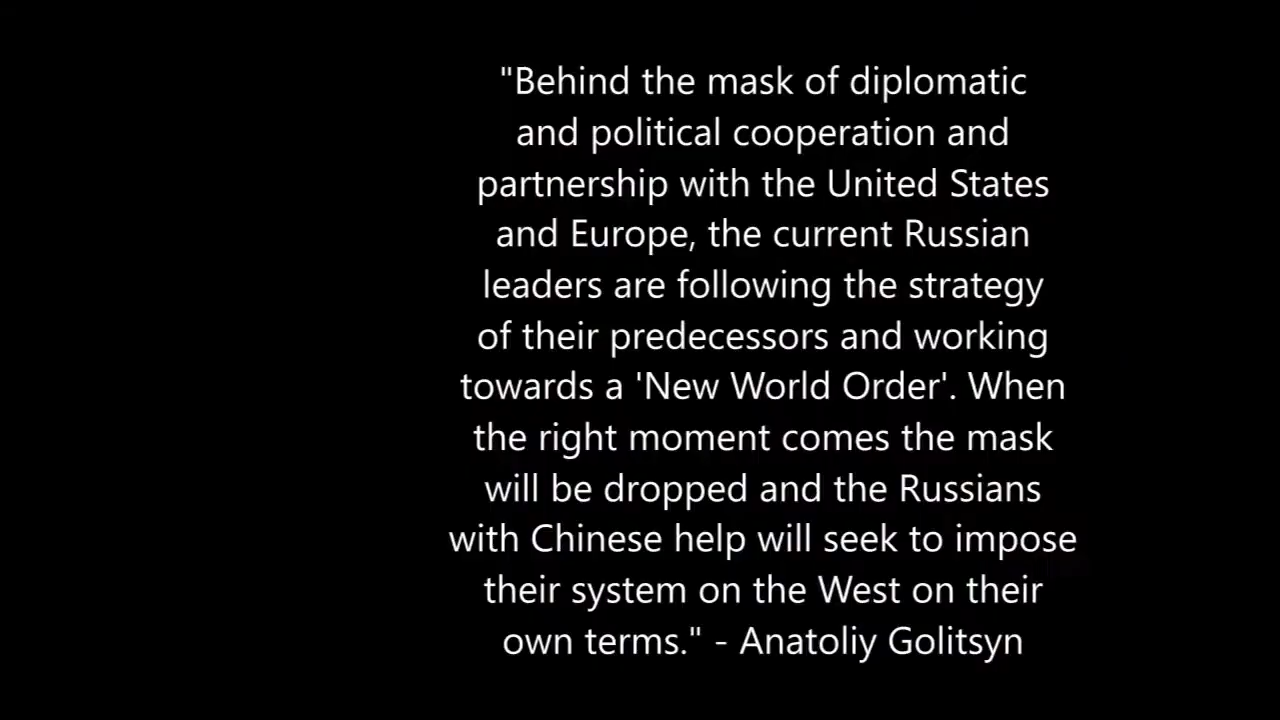 "Behind the mask of diplomatic
and political cooperation and
partnership with the United States
and Europe, the current Russian
leaders are following the strategy
of their predecessors and working
towards a 'New World Order'. When
the right moment comes the mask
will be dropped and the Russians
with Chinese help will seek to impose
their system on the West on their
own terms." - Anatoliy Golitsyn